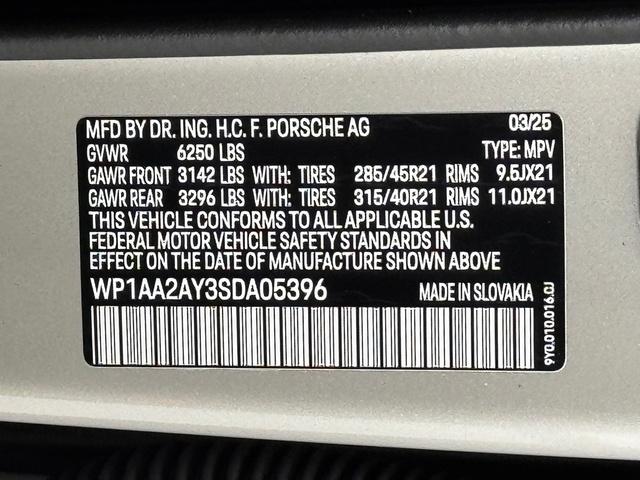 MFD BY DR. ING. H.C. F. PORSCHE AG 03/25
GVWR 6250 LBS TYPE: MPV
GAWR FRONT 3142 LBS WITH: TIRES 285/45R21 RIMS 9.5JX21
GAWR REAR 3296 LBS WITH: TIRES 315/40R21 RIMS 11.0JX21
THIS VEHICLE CONFORMS TO ALL APPLICABLE U.S.
FEDERAL MOTOR VEHICLE SAFETY STANDARDS IN
EFFECT ON THE DATE OF MANUFACTURE SHOWN ABOVE
WP1AA2AY3SDA05396 MADE IN SLOVAKIA
9Y0.010.016.0J